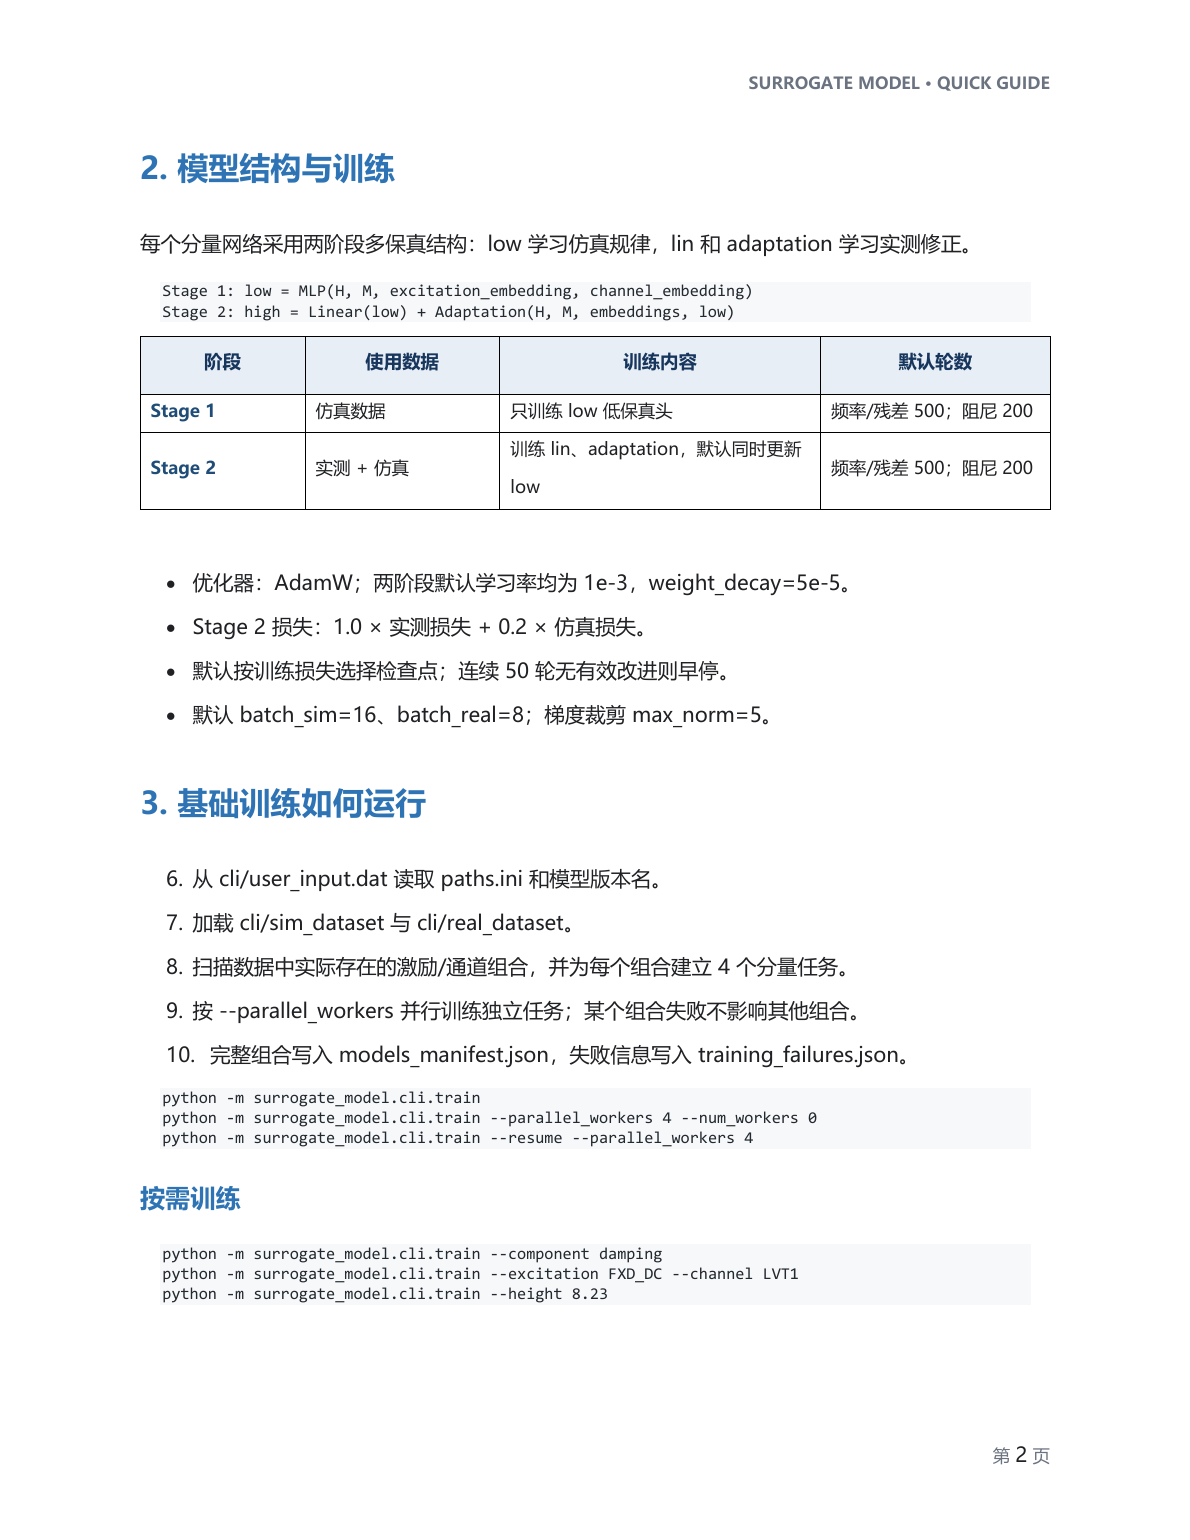 SURROGATE MODEL • QUICK GUIDE
2. 模型结构与训练
每个分量网络采用两阶段多保真结构：low 学习仿真规律，lin 和 adaptation 学习实测修正。
Stage 1: low = MLP(H, M, excitation_embedding, channel_embedding)
Stage 2: high = Linear(low) + Adaptation(H, M, embeddings, low)
阶段 使用数据 训练内容 默认轮数
Stage 1 仿真数据 只训练 low 低保真头 频率/残差 500；阻尼 200
Stage 2 实测 + 仿真 训练 lin、adaptation，默认同时更新
low 频率/残差 500；阻尼 200
• 优化器：AdamW；两阶段默认学习率均为 1e-3，weight_decay=5e-5。
• Stage 2 损失：1.0 × 实测损失 + 0.2 × 仿真损失。
• 默认按训练损失选择检查点；连续 50 轮无有效改进则早停。
• 默认 batch_sim=16、batch_real=8；梯度裁剪 max_norm=5。
3. 基础训练如何运行
6. 从 cli/user_input.dat 读取 paths.ini 和模型版本名。
7. 加载 cli/sim_dataset 与 cli/real_dataset。
8. 扫描数据中实际存在的激励/通道组合，并为每个组合建立 4 个分量任务。
9. 按 --parallel_workers 并行训练独立任务；某个组合失败不影响其他组合。
10. 完整组合写入 models_manifest.json，失败信息写入 training_failures.json。
python -m surrogate_model.cli.train
python -m surrogate_model.cli.train --parallel_workers 4 --num_workers 0
python -m surrogate_model.cli.train --resume --parallel_workers 4
按需训练
python -m surrogate_model.cli.train --component damping
python -m surrogate_model.cli.train --excitation FXD_DC --channel LVT1
python -m surrogate_model.cli.train --height 8.23
第 2 页